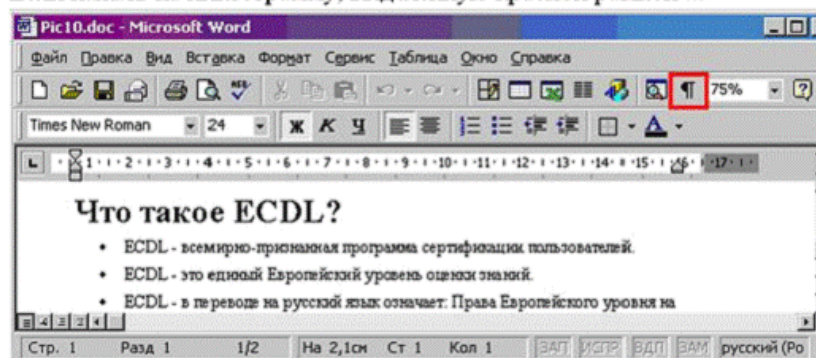 Pic10.doc - Microsoft Word
Файл Правка Вид Вставка Формат Сервис Таблица Окно Справка
¶ 75%
Times New Roman 24 Ж К Ч
1 2 3 4 5 6 7 8 9 10 11 12 13 14 15 16 17
Что такое ECDL?
• ECDL - всемирно-признанная программа сертификации пользователей.
• ECDL - это единый Европейский уровень оценки знаний.
• ECDL - в переводе на русский язык означает: Права Европейского уровня на
Стр. 1 Разд 1 1/2 На 2,1см Ст 1 Кол 1 ЗАП ИСПР ВДЛ ЗАМ русский (Ро